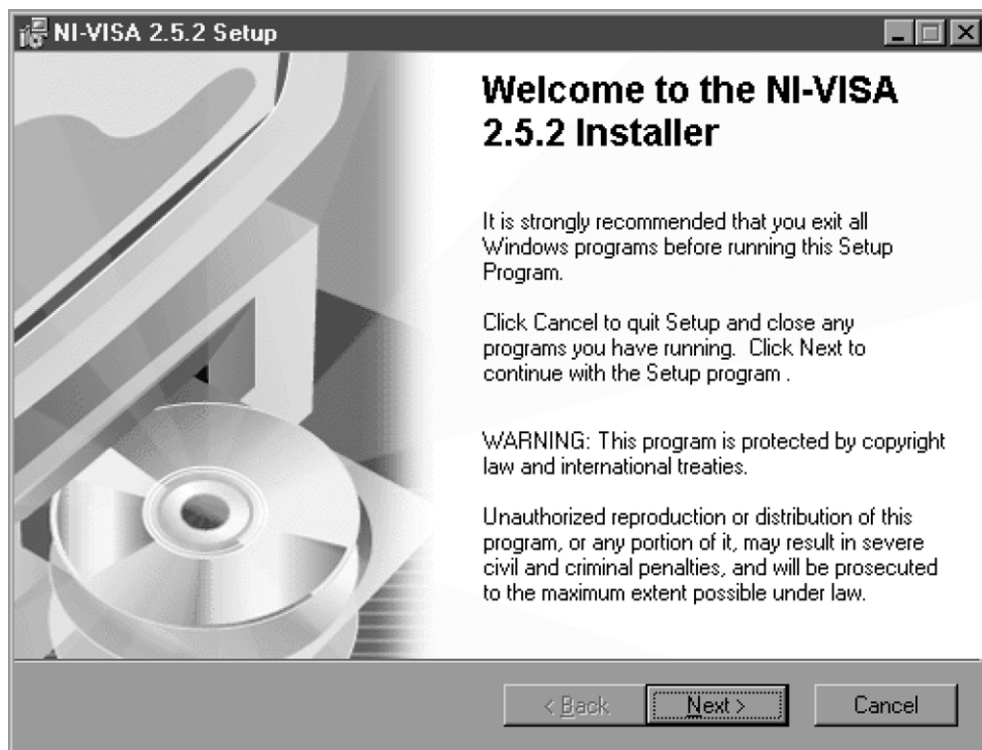 NI-VISA 2.5.2 Setup
Welcome to the NI-VISA
2.5.2 Installer
It is strongly recommended that you exit all
Windows programs before running this Setup
Program.
Click Cancel to quit Setup and close any
programs you have running.  Click Next to
continue with the Setup program .
WARNING: This program is protected by copyright
law and international treaties.
Unauthorized reproduction or distribution of this
program, or any portion of it, may result in severe
civil and criminal penalties, and will be prosecuted
to the maximum extent possible under law.
< Back
Next >
Cancel